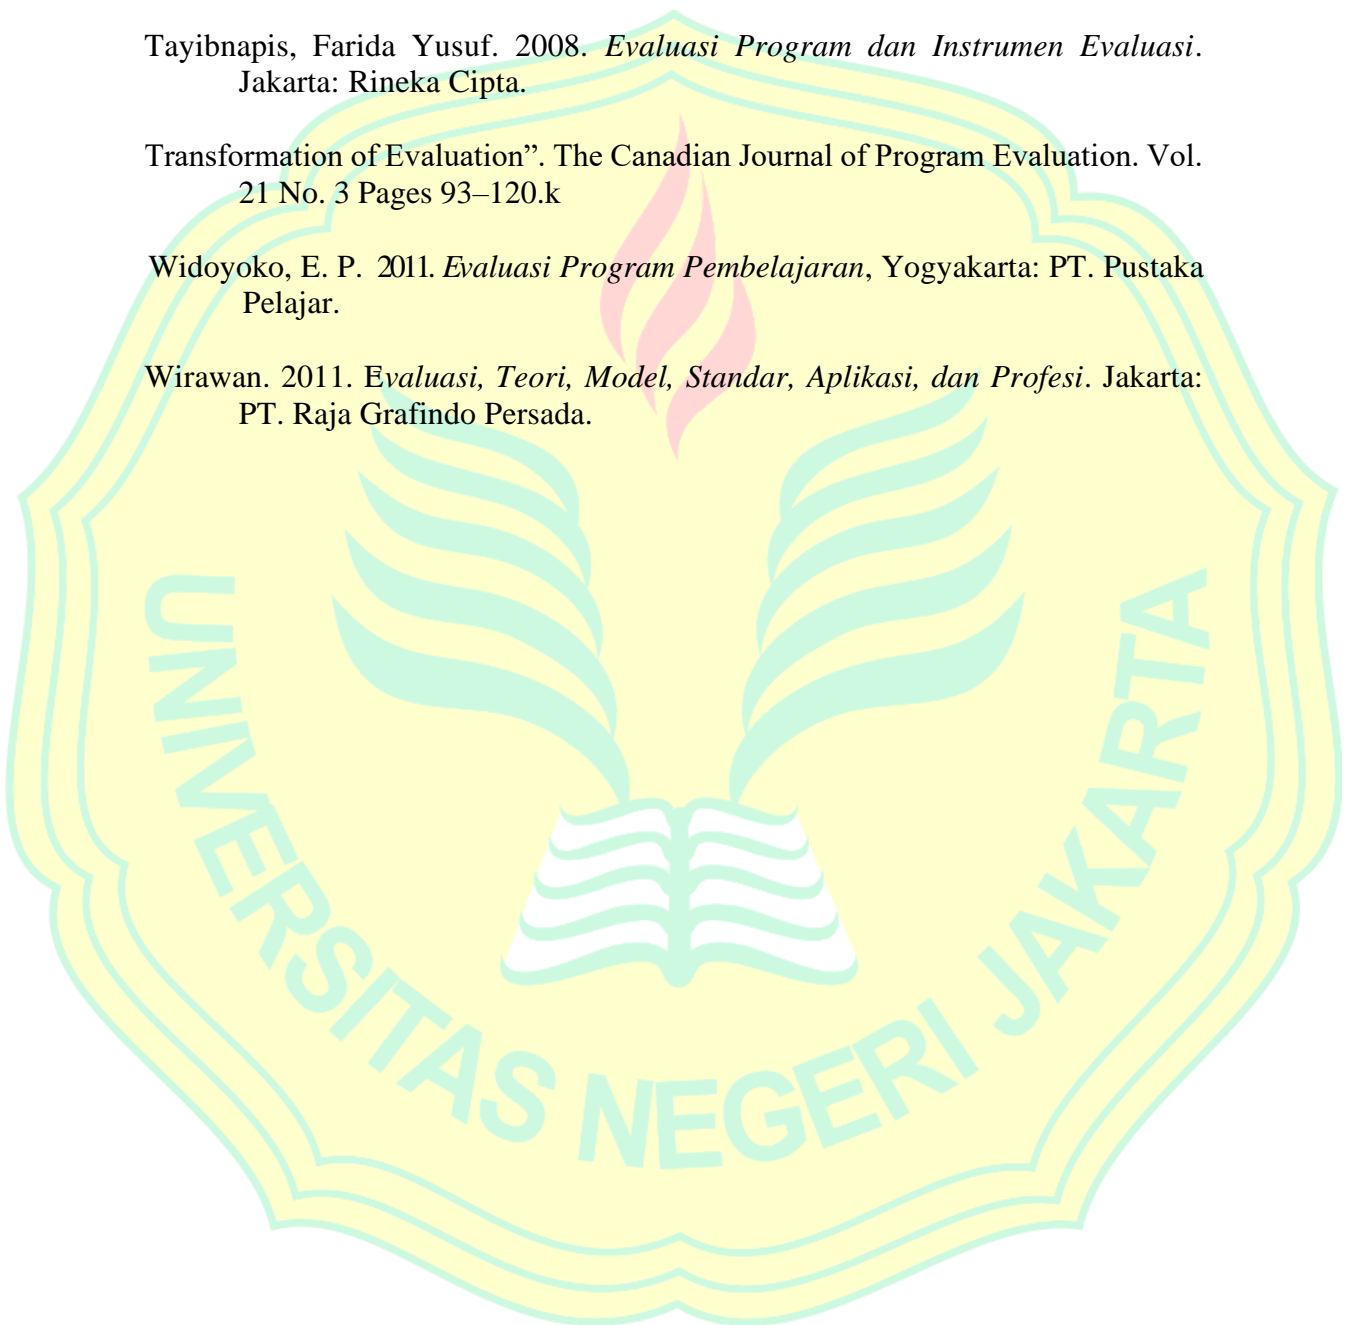 Tayibnapis, Farida Yusuf. 2008. Evaluasi Program dan Instrumen Evaluasi.
Jakarta: Rineka Cipta.
Transformation of Evaluation”. The Canadian Journal of Program Evaluation. Vol.
21 No. 3 Pages 93–120.k
Widoyoko, E. P. 2011. Evaluasi Program Pembelajaran, Yogyakarta: PT. Pustaka
Pelajar.
Wirawan. 2011. Evaluasi, Teori, Model, Standar, Aplikasi, dan Profesi. Jakarta:
PT. Raja Grafindo Persada.
UNIVERSITAS NEGERI JAKARTA